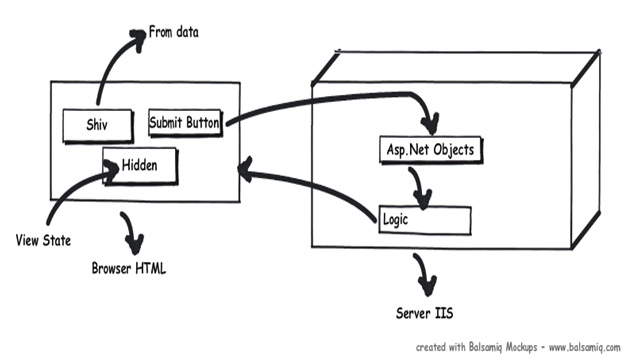 From data
Shiv
Submit Button
Hidden
View State
Browser HTML
Asp.Net Objects
Logic
Server IIS
created with Balsamiq Mockups - www.balsamiq.com